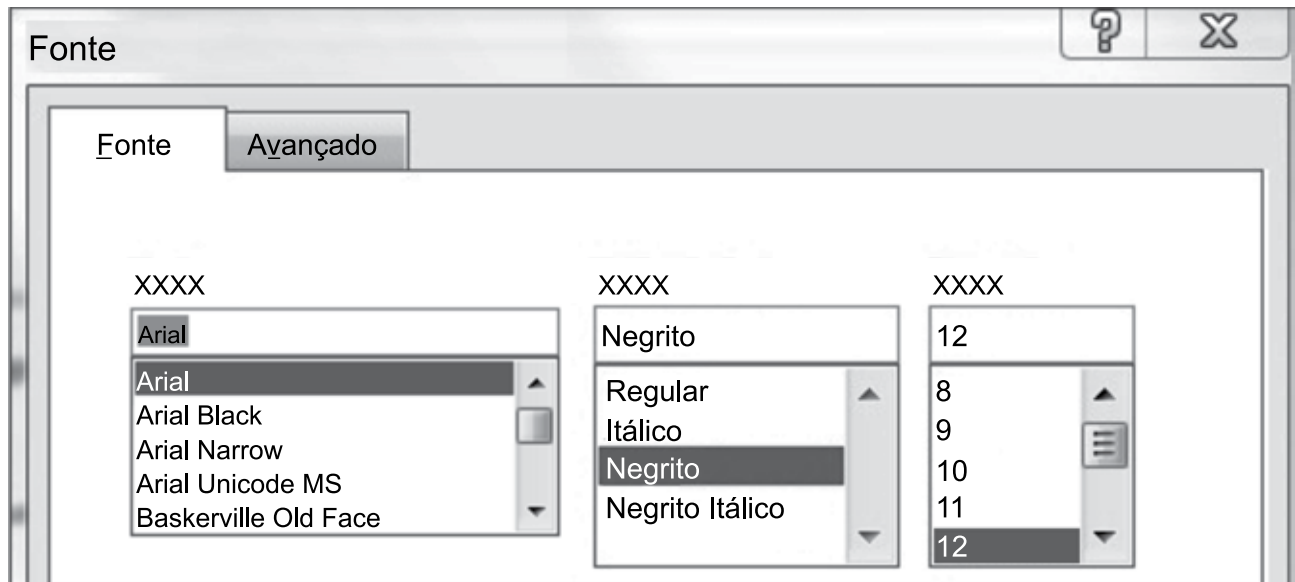 Fonte
Fonte Avançado
XXXX XXXX XXXX
Arial Negrito 12
Arial
Arial Black
Arial Narrow
Arial Unicode MS
Baskerville Old Face
Regular
Itálico
Negrito
Negrito Itálico
8
9
10
11
12